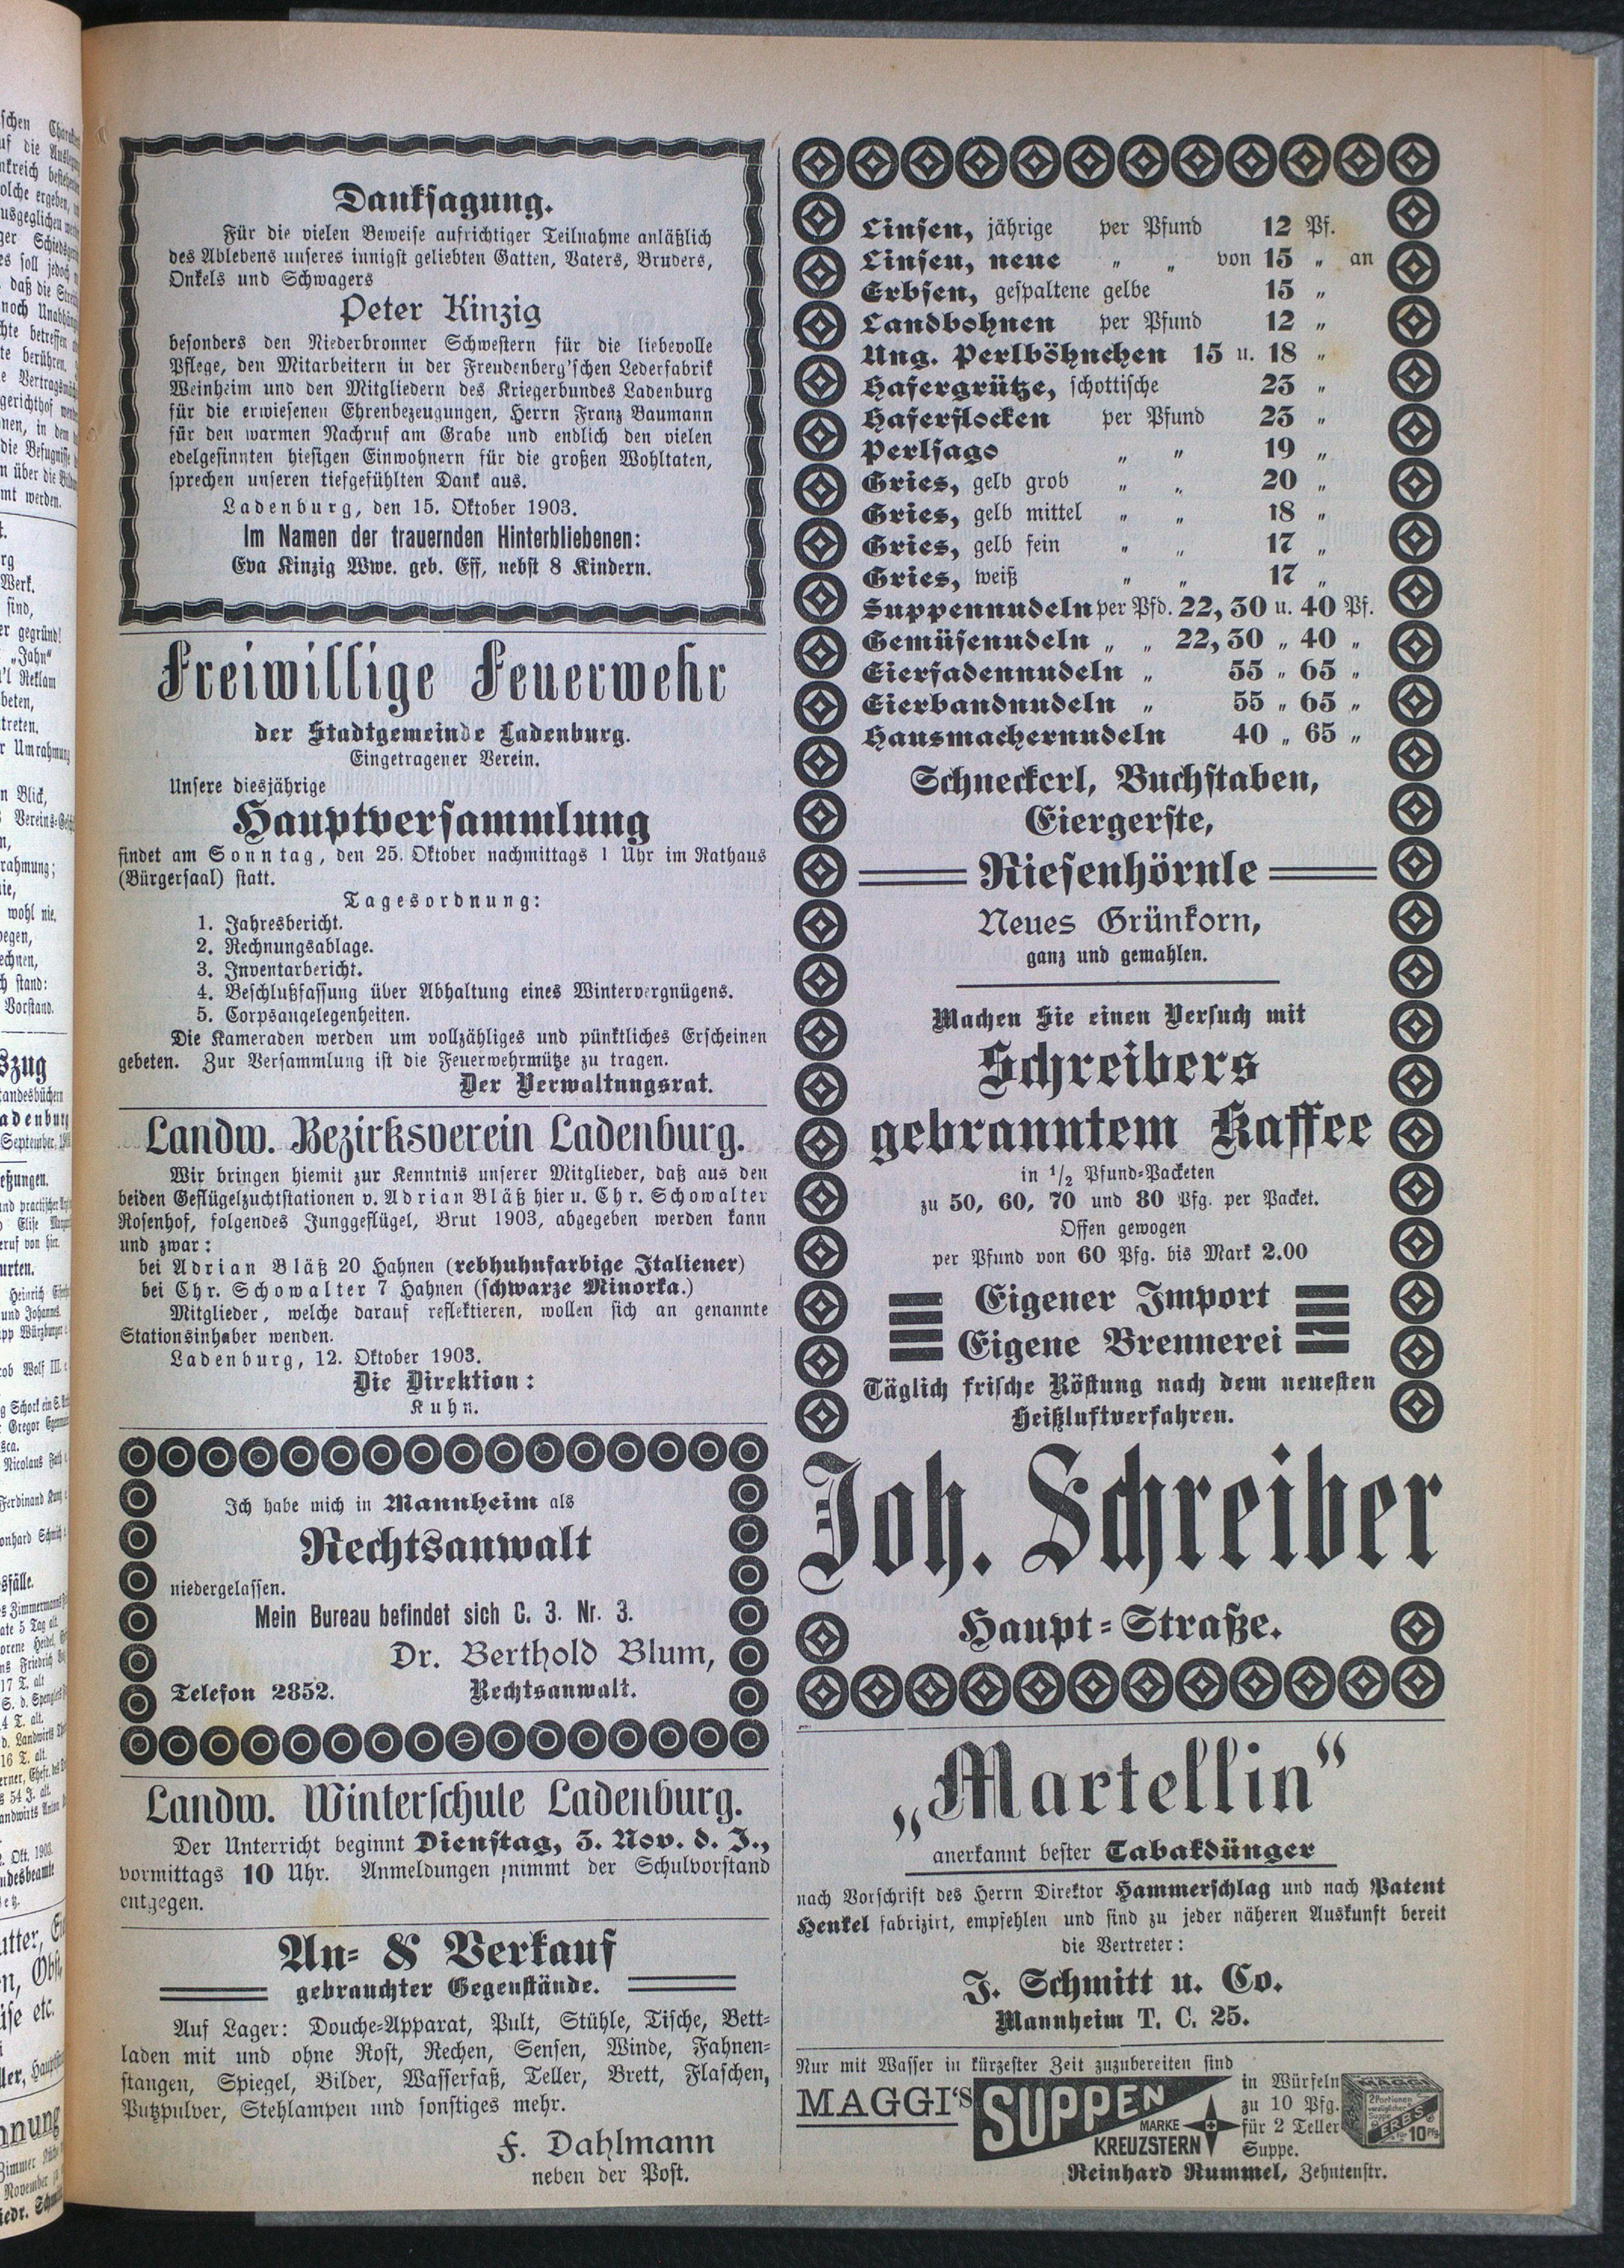 Danksagung.
Für die vielen Beweise aufrichtiger Teilnahme anläßlich
des Ablebens unseres innigst geliebten Gatten, Vaters, Bruders,
Onkels und Schwagers
Peter Kinzig
besonders den Niederbronner Schwestern für die liebevolle
Pflege, den Mitarbeitern in der Freudenberg'schen Lederfabrik
Weinheim und den Mitgliedern des Kriegerbundes Ladenburg
für die erwiesenen Ehrenbezeugungen, Herrn Franz Baumann
für den warmen Nachruf am Grabe und endlich den vielen
edelgesinnten hiesigen Einwohnern für die großen Wohltaten,
sprechen unseren tiefgefühlten Dank aus.
Ladenburg, den 15. Oktober 1903.
Im Namen der trauernden Hinterbliebenen:
Eva Kinzig Wwe. geb. Eff, nebst 8 Kindern.
Freiwillige Feuerwehr
der Stadtgemeinde Ladenburg.
Eingetragener Verein.
Unsere diesjährige
Hauptversammlung
findet am Sonntag, den 25. Oktober nachmittags 1 Uhr im Rathaus
(Bürgersaal) statt.
Tagesordnung:
1. Jahresbericht.
2. Rechnungsablage.
3. Inventarbericht.
4. Beschlußfassung über Abhaltung eines Wintervergnügens.
5. Corpsangelegenheiten.
Die Kameraden werden um vollzähliges und pünktliches Erscheinen
gebeten. Zur Versammlung ist die Feuerwehrmütze zu tragen.
Der Verwaltungsrat.
Landw. Bezirksverein Ladenburg.
Wir bringen hiemit zur Kenntnis unserer Mitglieder, daß aus den
beiden Geflügelzuchtstationen v. Adrian Bläß hier u. Chr. Schowalter
Rosenhof, folgendes Junggeflügel, Brut 1903, abgegeben werden kann
und zwar:
bei Adrian Bläß 20 Hahnen (rebhuhnfarbige Italiener)
bei Chr. Schowalter 7 Hahnen (schwarze Minorka.)
Mitglieder, welche darauf reflektieren, wollen sich an genannte
Stationsinhaber wenden.
Ladenburg, 12. Oktober 1903.
Die Direktion:
Kuhn.
Ich habe mich in Mannheim als
Rechtsanwalt
niedergelassen.
Mein Bureau befindet sich C. 3. Nr. 3.
Dr. Berthold Blum,
Telefon 2852. Rechtsanwalt.
Landw. Winterschule Ladenburg.
Der Unterricht beginnt Dienstag, 3. Nov. d. J.,
vormittags 10 Uhr. Anmeldungen nimmt der Schulvorstand
entgegen.
An- & Verkauf
gebrauchter Gegenstände.
Auf Lager: Douche-Apparat, Pult, Stühle, Tische, Bett-
laden mit und ohne Rost, Rechen, Sensen, Winde, Fahnen-
stangen, Spiegel, Bilder, Wasserfaß, Teller, Brett, Flaschen,
Putzpulver, Stehlampen und sonstiges mehr.
F. Dahlmann
neben der Post.
Linsen, jährige per Pfund 12 Pf.
Linsen, neue „ „ von 15 „ an
Erbsen, gespaltene gelbe 15 „
Landbohnen per Pfund 12 „
Ung. Perlböhnchen 15 u. 18 „
Hafergrütze, schottische 23 „
Haferflocken per Pfund 23 „
Perlsago „ „ 19 „
Gries, gelb grob „ „ 20 „
Gries, gelb mittel „ „ 18 „
Gries, gelb fein „ „ 17 „
Gries, weiß „ „ 17 „
Suppennudeln per Pfd. 22, 30 u. 40 Pf.
Gemüsenudeln „ „ 22, 30 „ 40 „
Eierfadennudeln „ 55 „ 65 „
Eierbandnudeln „ 55 „ 65 „
Hausmachernudeln 40 „ 65 „
Schneckerl, Buchstaben,
Eiergerste,
Riesenhörnle
Neues Grünkorn,
ganz und gemahlen.
Machen Sie einen Versuch mit
Schreibers
gebranntem Kaffee
in 1/2 Pfund-Packeten
zu 50, 60, 70 und 80 Pfg. per Packet.
Offen gewogen
per Pfund von 60 Pfg. bis Mark 2.00
Eigener Import
Eigene Brennerei
Täglich frische Röstung nach dem neuesten
Heißluftverfahren.
Joh. Schreiber
Haupt-Straße.
„Martellin“
anerkannt bester Tabakdünger
nach Vorschrift des Herrn Direktor Hammerschlag und nach Patent
Henkel fabrizirt, empfehlen und sind zu jeder näheren Auskunft bereit
die Vertreter:
J. Schmitt u. Co.
Mannheim T. C. 25.
Nur mit Wasser in kürzester Zeit zuzubereiten sind
MAGGI'S SUPPEN
MARKE
KREUZSTERN
in Würfeln
zu 10 Pfg.
für 2 Teller
Suppe.
MAGGI
2 Portionen
ERBS
10 Pfg
Reinhard Rummel, Zehntenstr.